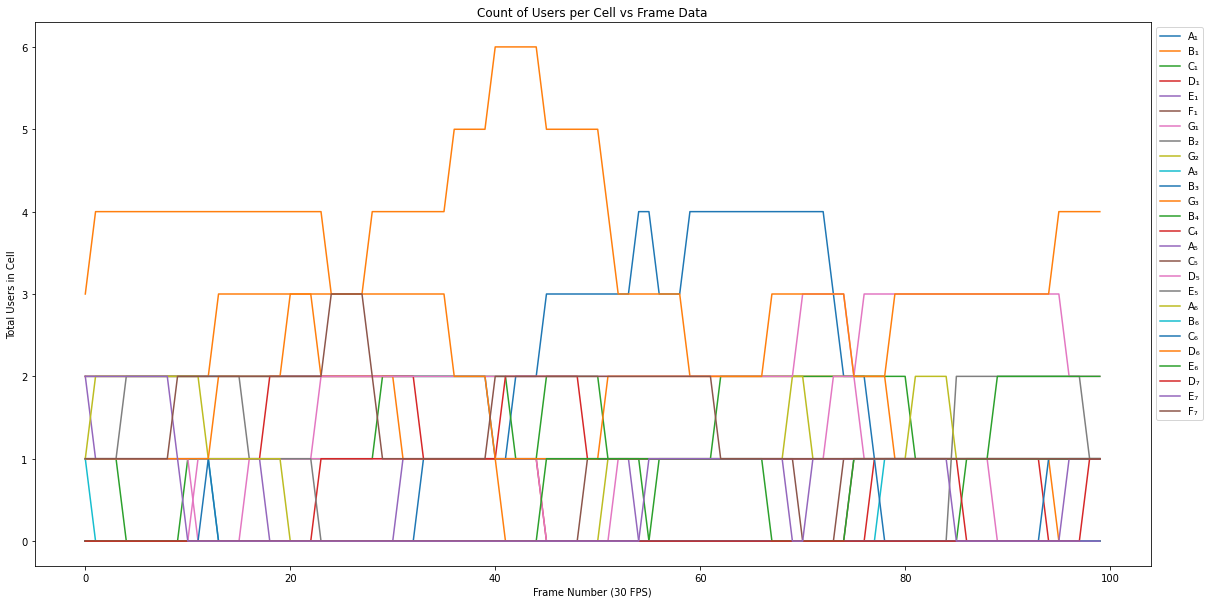 Count of Users per Cell vs Frame Data
Total Users in Cell
6
5
4
3
2
1
0
0 20 40 60 80 100
Frame Number (30 FPS)
A₁
B₁
C₁
D₁
E₁
F₁
G₁
B₂
G₂
A₃
B₃
G₃
B₄
C₄
A₅
C₅
D₅
E₅
A₆
B₆
C₆
D₆
E₆
D₇
E₇
F₇